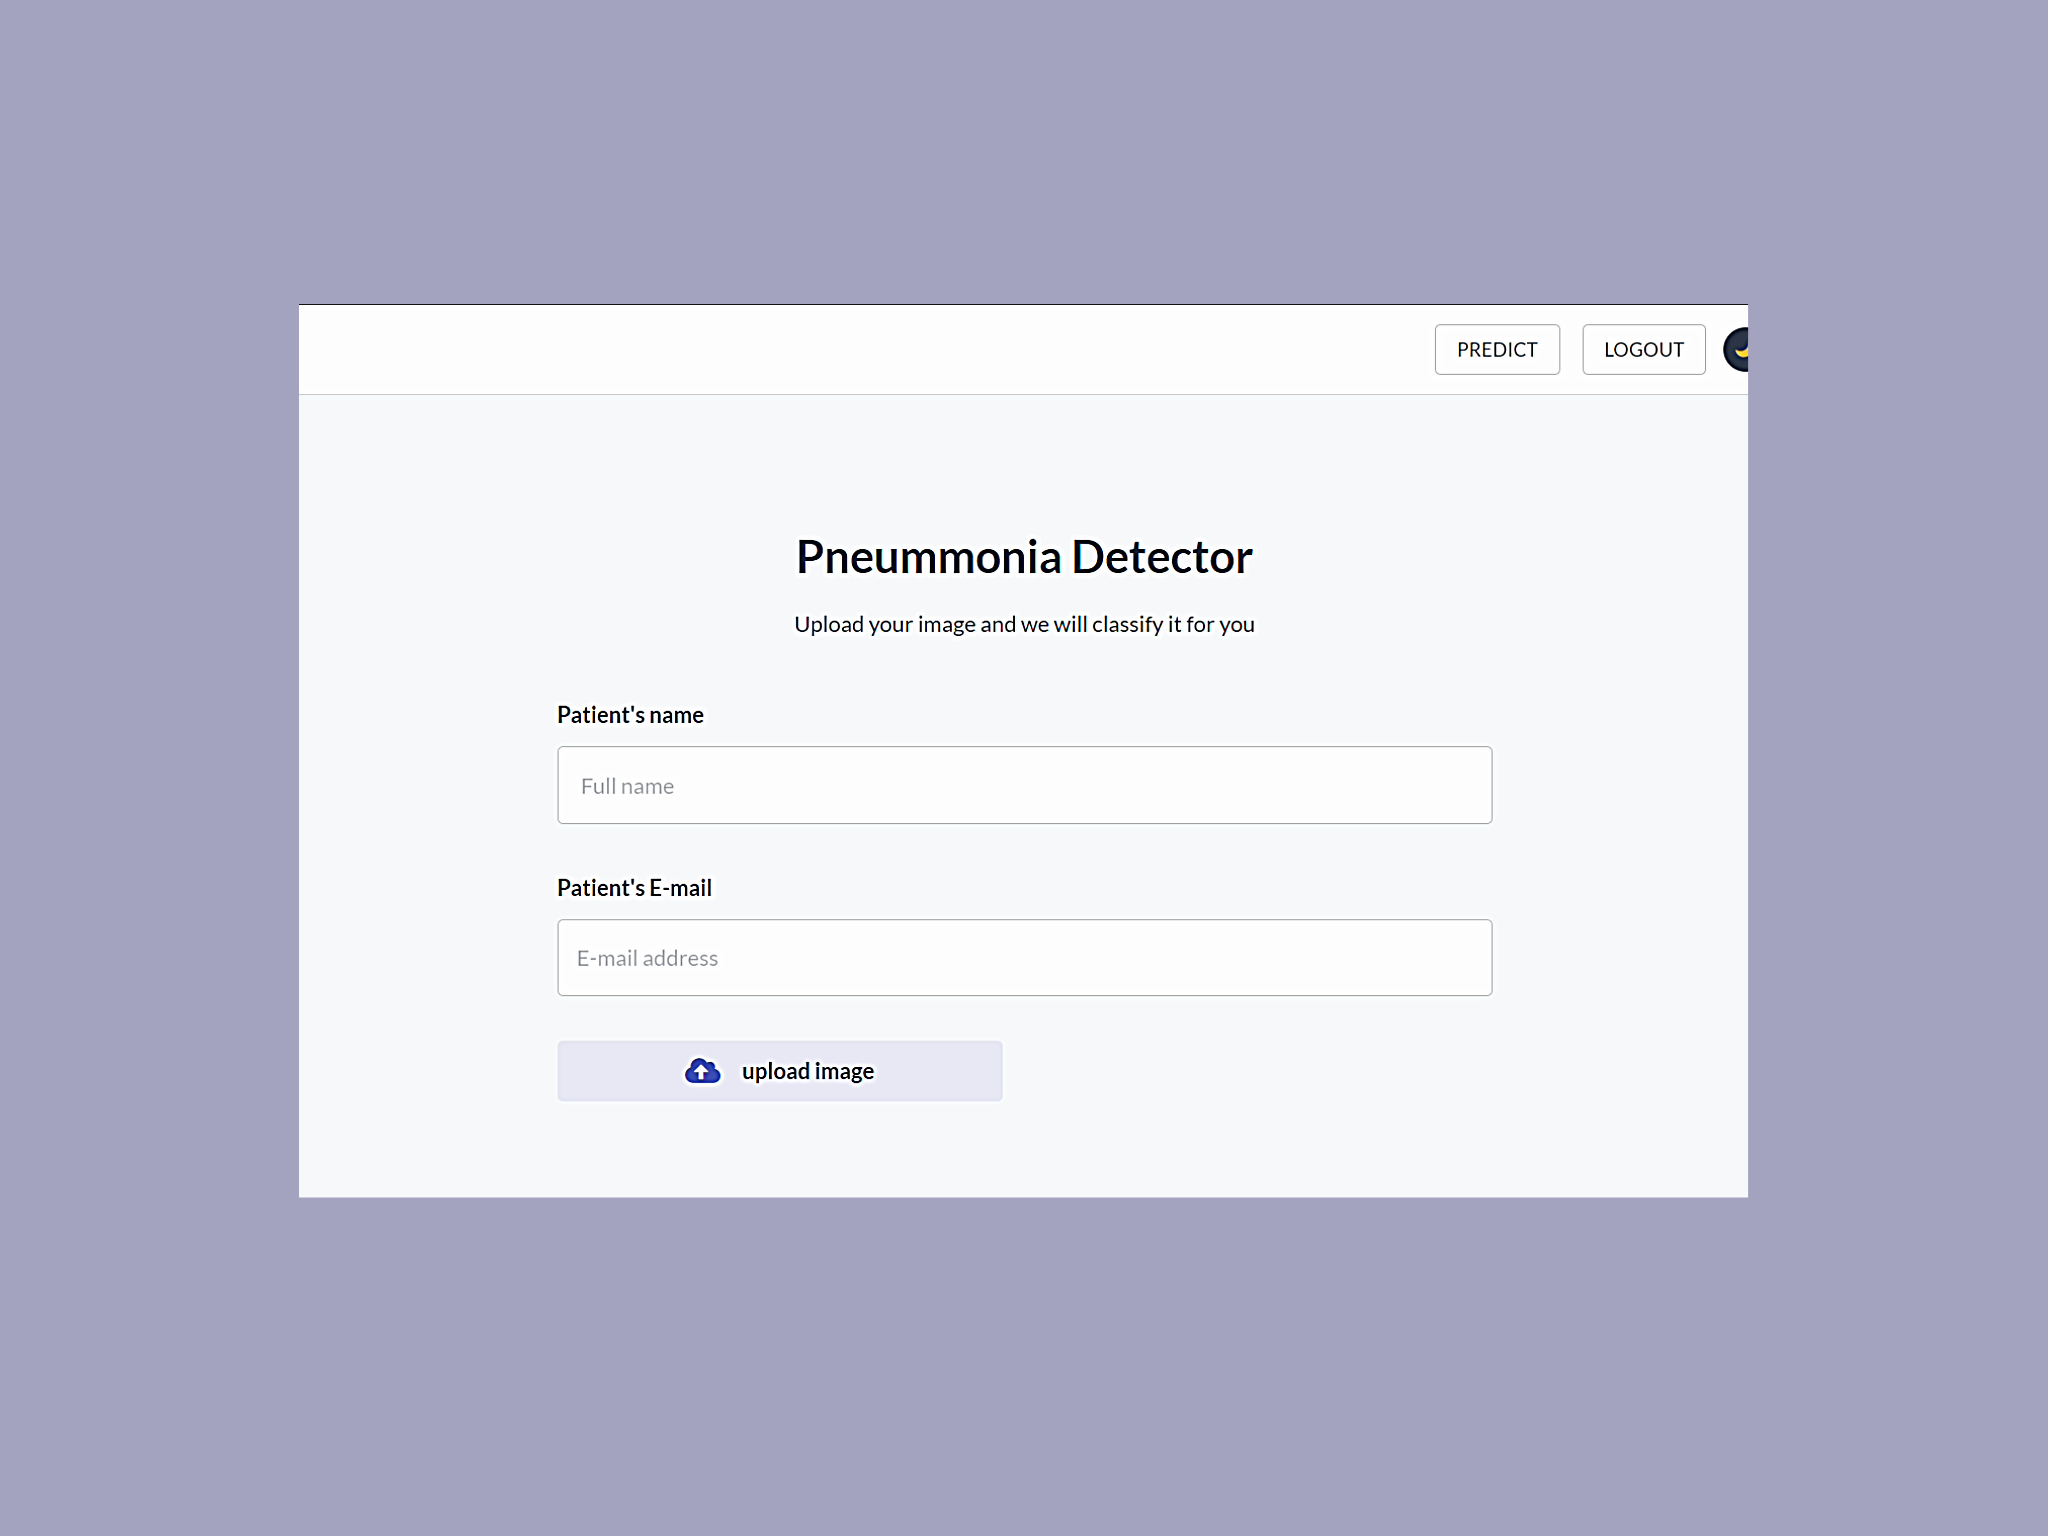 PREDICT LOGOUT
Pneummonia Detector
Upload your image and we will classify it for you
Patient's name
Full name
Patient's E-mail
E-mail address
upload image